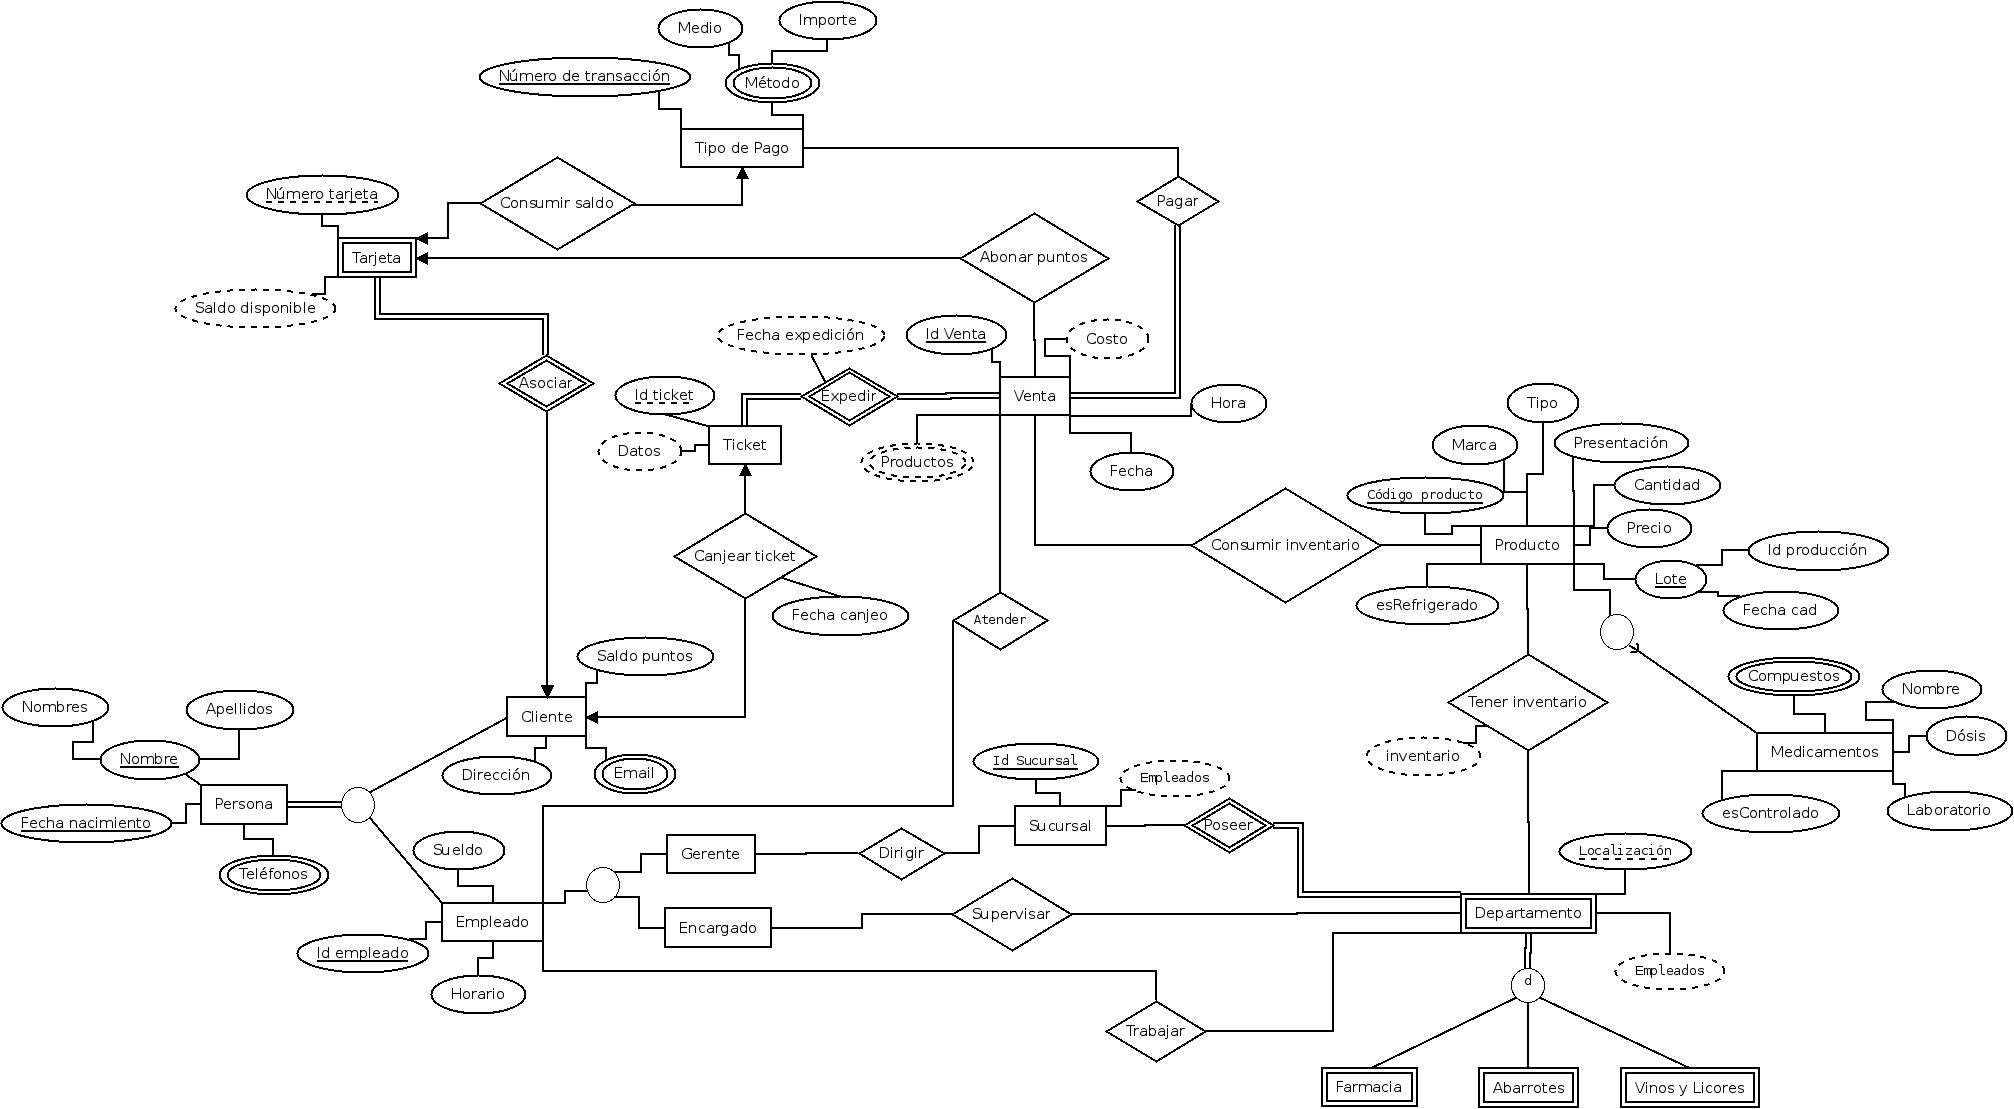 Importe
Medio
Número de transacción
Método
Tipo de Pago
Número tarjeta
Consumir saldo
Pagar
Tarjeta
Abonar puntos
Saldo disponible
Fecha expedición
Id Venta
Costo
Asociar
Id ticket
Expedir
Venta
Hora
Tipo
Ticket
Datos
Productos
Fecha
Marca
Presentación
Código producto
Cantidad
Precio
Canjear ticket
Consumir inventario
Producto
Id producción
Lote
Fecha canjeo
Atender
esRefrigerado
Fecha cad
Saldo puntos
Compuestos
Nombre
Nombres
Apellidos
Cliente
Tener inventario
Dósis
Nombre
Dirección
Email
Id Sucursal
Empleados
inventario
Medicamentos
Persona
Fecha nacimiento
Sucursal
Poseer
esControlado
Laboratorio
Teléfonos
Sueldo
Gerente
Dirigir
Localización
Empleado
Encargado
Supervisar
Departamento
Id empleado
Horario
Empleados
d
Trabajar
Farmacia
Abarrotes
Vinos y Licores